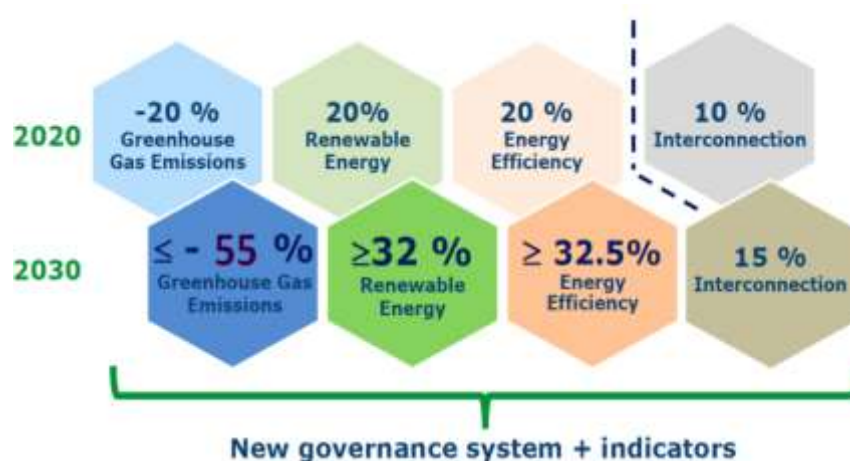 2020
-20 %
Greenhouse
Gas Emissions
20%
Renewable
Energy
20 %
Energy
Efficiency
10 %
Interconnection
2030
≤ - 55 %
Greenhouse Gas
Emissions
≥32 %
Renewable
Energy
≥ 32.5%
Energy
Efficiency
15 %
Interconnection
New governance system + indicators